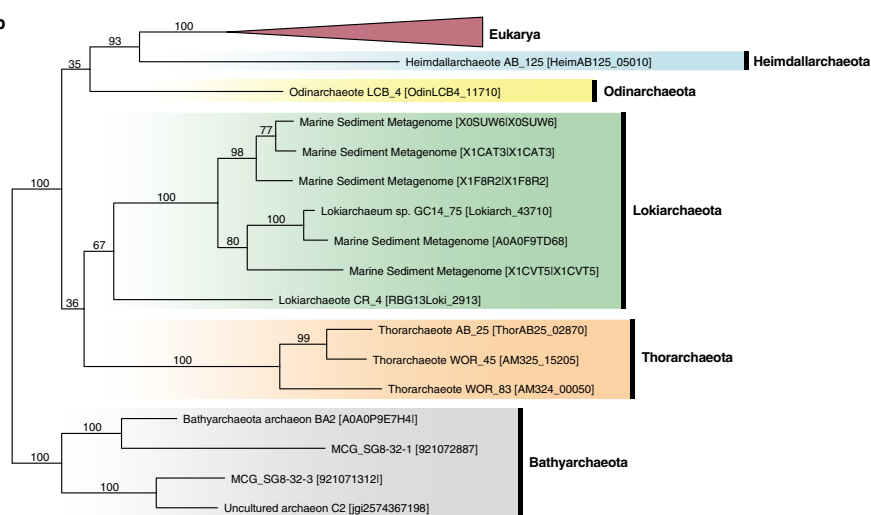 b
100
Eukarya
93
Heimdallarchaeote AB_125 [HeimAB125_05010]
Heimdallarchaeota
35
Odinarchaeote LCB_4 [OdinLCB4_11710]
Odinarchaeota
Marine Sediment Metagenome [X0SUW6|X0SUW6]
77
98
Marine Sediment Metagenome [X1CAT3|X1CAT3]
Marine Sediment Metagenome [X1F8R2|X1F8R2]
100
100
100
Lokiarchaeum sp. GC14_75 [Lokiarch_43710]
Lokiarchaeota
80
Marine Sediment Metagenome [A0A0F9TD68]
67
Marine Sediment Metagenome [X1CVT5|X1CVT5]
Lokiarchaeote CR_4 [RBG13Loki_2913]
36
Thorarchaeote AB_25 [ThorAB25_02870]
99
100
Thorarchaeote WOR_45 [AM325_15205]
Thorarchaeota
Thorarchaeote WOR_83 [AM324_00050]
Bathyarchaeota archaeon BA2 [A0A0P9E7H4|]
100
MCG_SG8-32-1 [921072887]
100
Bathyarchaeota
MCG_SG8-32-3 [921071312|]
100
Uncultured archaeon C2 [jgi2574367198]